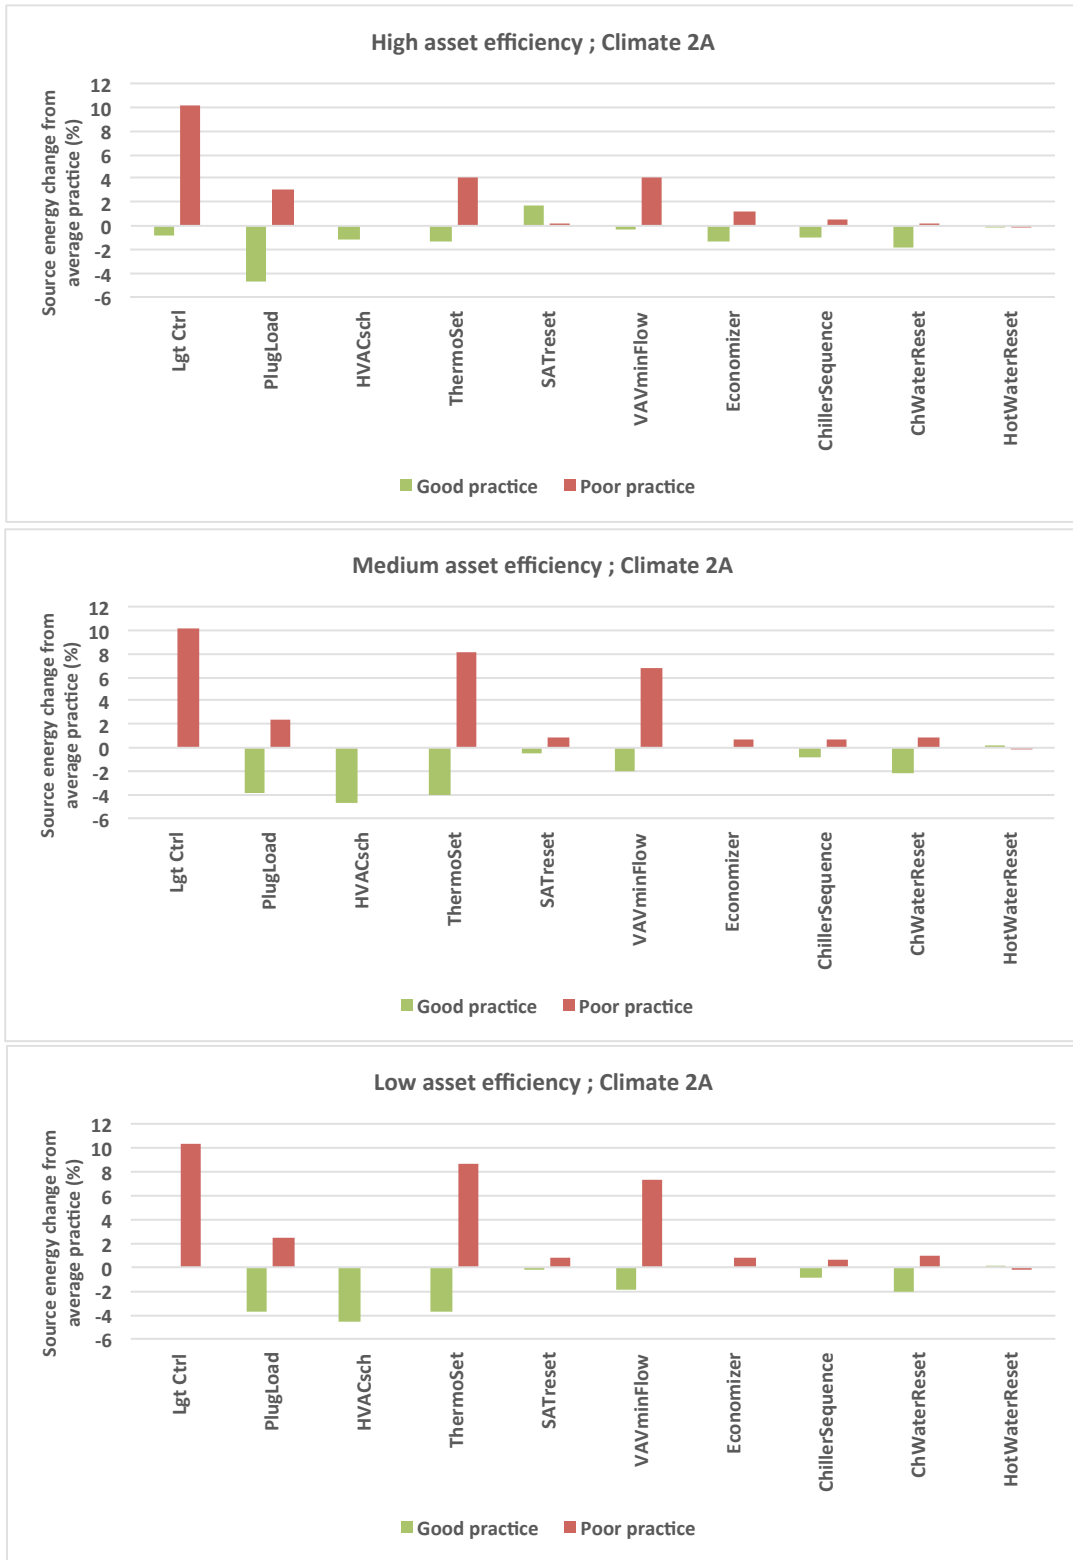 High asset efficiency ; Climate 2A
Source energy change from
average practice (%)
12
10
8
6
4
2
0
-2
-4
-6
Lgt Ctrl
PlugLoad
HVACsch
ThermoSet
SATreset
VAVminFlow
Economizer
ChillerSequence
ChWaterReset
HotWaterReset
Good practice
Poor practice
Medium asset efficiency ; Climate 2A
Source energy change from
average practice (%)
12
10
8
6
4
2
0
-2
-4
-6
Lgt Ctrl
PlugLoad
HVACsch
ThermoSet
SATreset
VAVminFlow
Economizer
ChillerSequence
ChWaterReset
HotWaterReset
Good practice
Poor practice
Low asset efficiency ; Climate 2A
Source energy change from
average practice (%)
12
10
8
6
4
2
0
-2
-4
-6
Lgt Ctrl
PlugLoad
HVACsch
ThermoSet
SATreset
VAVminFlow
Economizer
ChillerSequence
ChWaterReset
HotWaterReset
Good practice
Poor practice